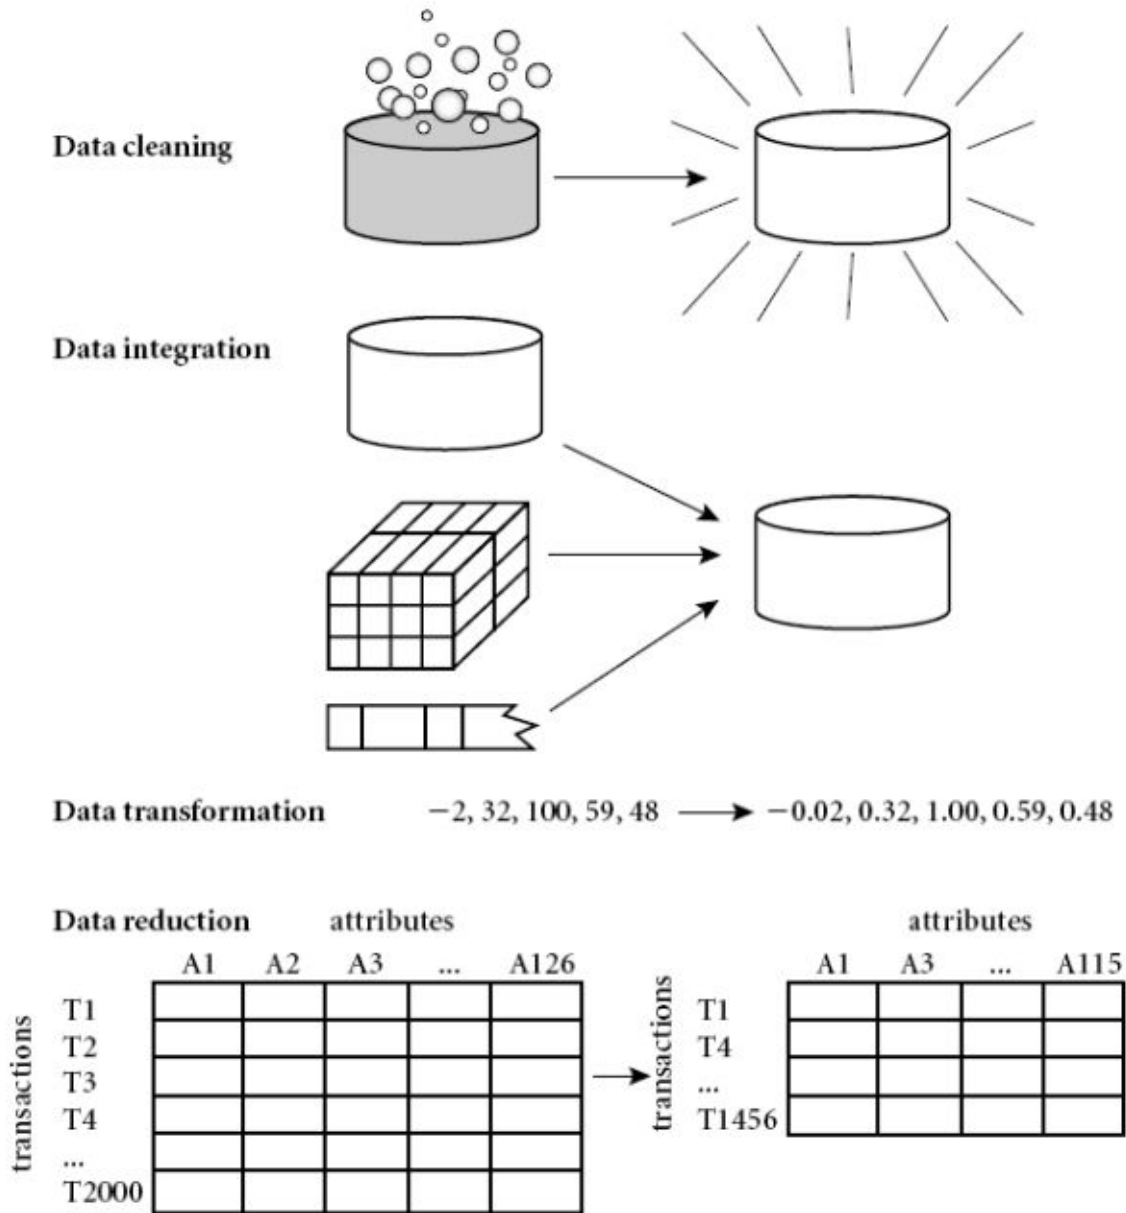 Data cleaning
Data integration
Data transformation −2, 32, 100, 59, 48 −0.02, 0.32, 1.00, 0.59, 0.48
Data reduction attributes
A1 A2 A3 ... A126
transactions
T1
T2
T3
T4
...
T2000
attributes
A1 A3 ... A115
transactions
T1
T4
...
T1456